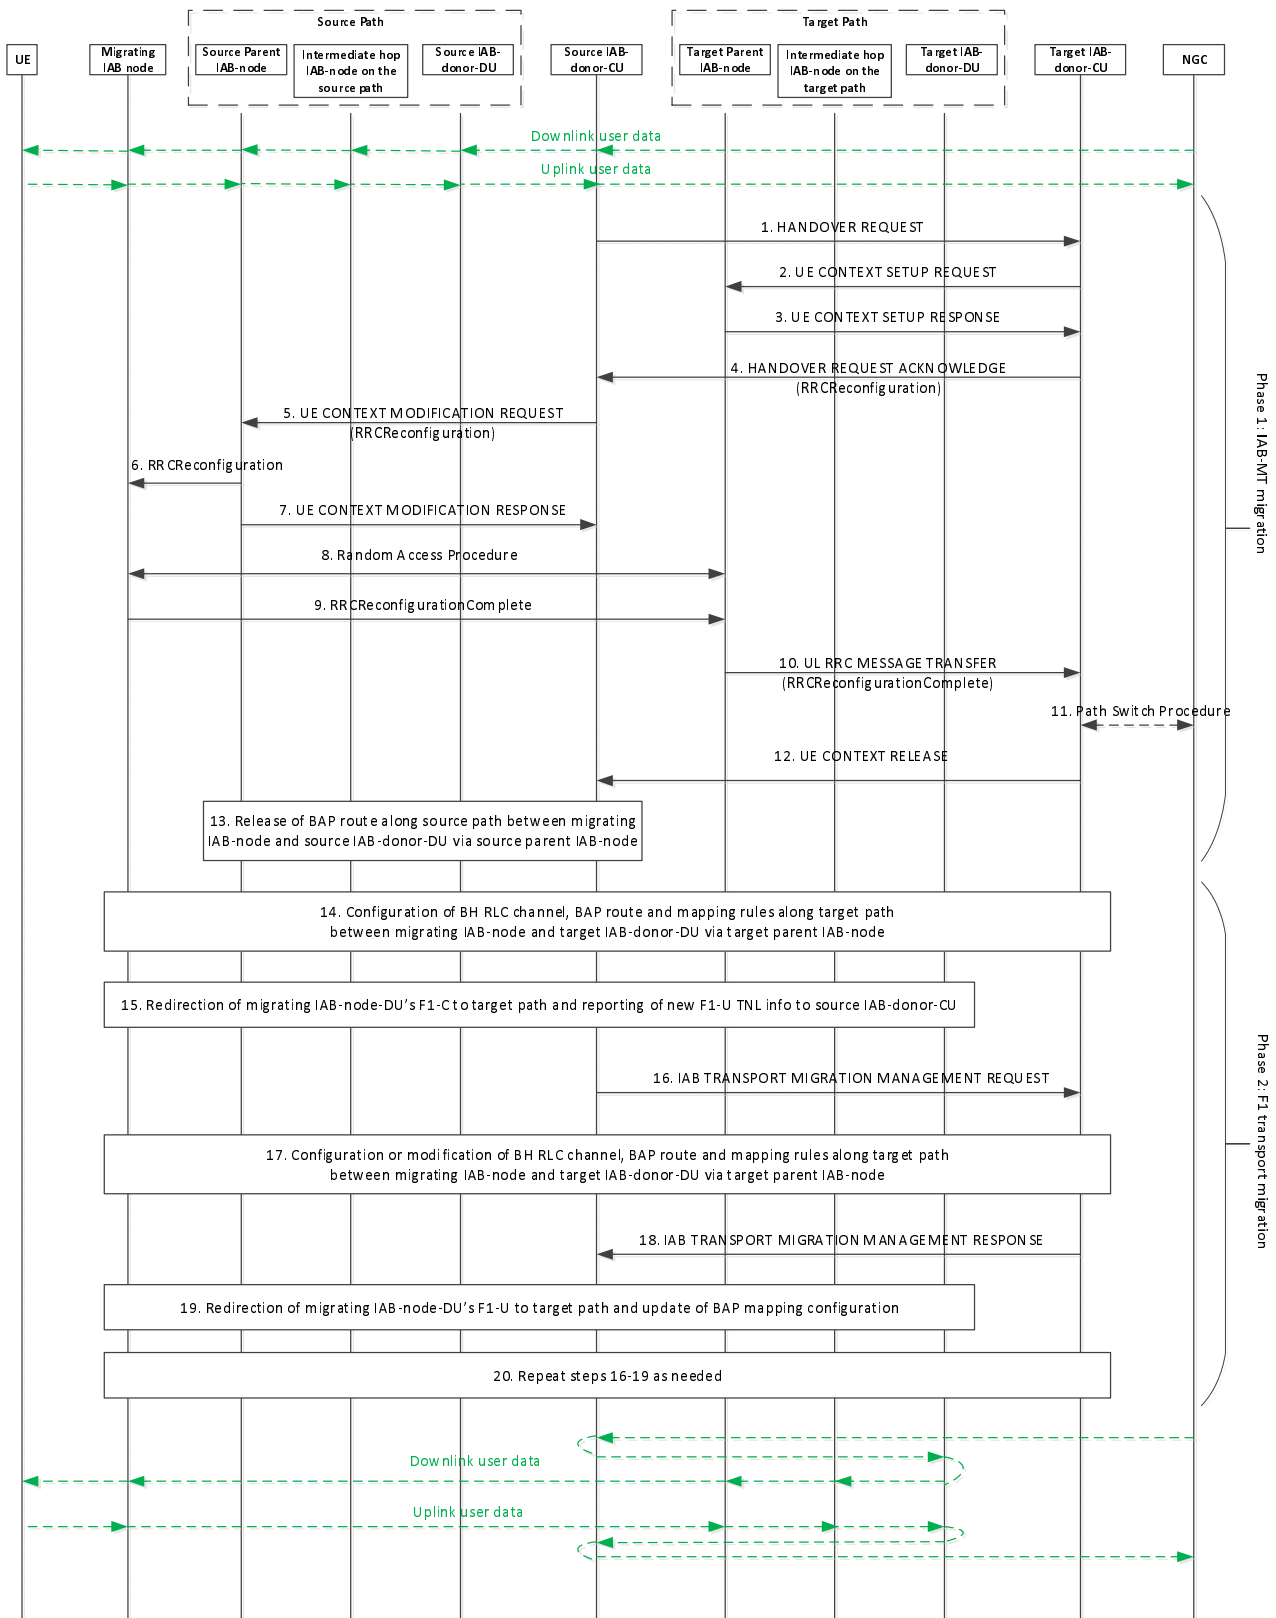 Source Path
Target Path
UE
Migrating
IAB node
Source Parent
IAB-node
Intermediate hop
IAB-node on the
source path
Source IAB-
donor-DU
Source IAB-
donor-CU
Target Parent
IAB-node
Intermediate hop
IAB-node on the
target path
Target IAB-
donor-DU
Target IAB-
donor-CU
NGC
Downlink user data
Uplink user data
1. HANDOVER REQUEST
2. UE CONTEXT SETUP REQUEST
3. UE CONTEXT SETUP RESPONSE
4. HANDOVER REQUEST ACKNOWLEDGE
(RRCReconfiguration)
5. UE CONTEXT MODIFICATION REQUEST
(RRCReconfiguration)
6. RRCReconfiguration
7. UE CONTEXT MODIFICATION RESPONSE
8. Random Access Procedure
9. RRCReconfigurationComplete
10. UL RRC MESSAGE TRANSFER
(RRCReconfigurationComplete)
11. Path Switch Procedure
12. UE CONTEXT RELEASE
13. Release of BAP route along source path between migrating
IAB-node and source IAB-donor-DU via source parent IAB-node
Phase 1: IAB-MT migration
14. Configuration of BH RLC channel, BAP route and mapping rules along target path
between migrating IAB-node and target IAB-donor-DU via target parent IAB-node
15. Redirection of migrating IAB-node-DU’s F1-C to target path and reporting of new F1-U TNL info to source IAB-donor-CU
16. IAB TRANSPORT MIGRATION MANAGEMENT REQUEST
17. Configuration or modification of BH RLC channel, BAP route and mapping rules along target path
between migrating IAB-node and target IAB-donor-DU via target parent IAB-node
18. IAB TRANSPORT MIGRATION MANAGEMENT RESPONSE
19. Redirection of migrating IAB-node-DU’s F1-U to target path and update of BAP mapping configuration
20. Repeat steps 16-19 as needed
Phase 2: F1 transport migration
Downlink user data
Uplink user data